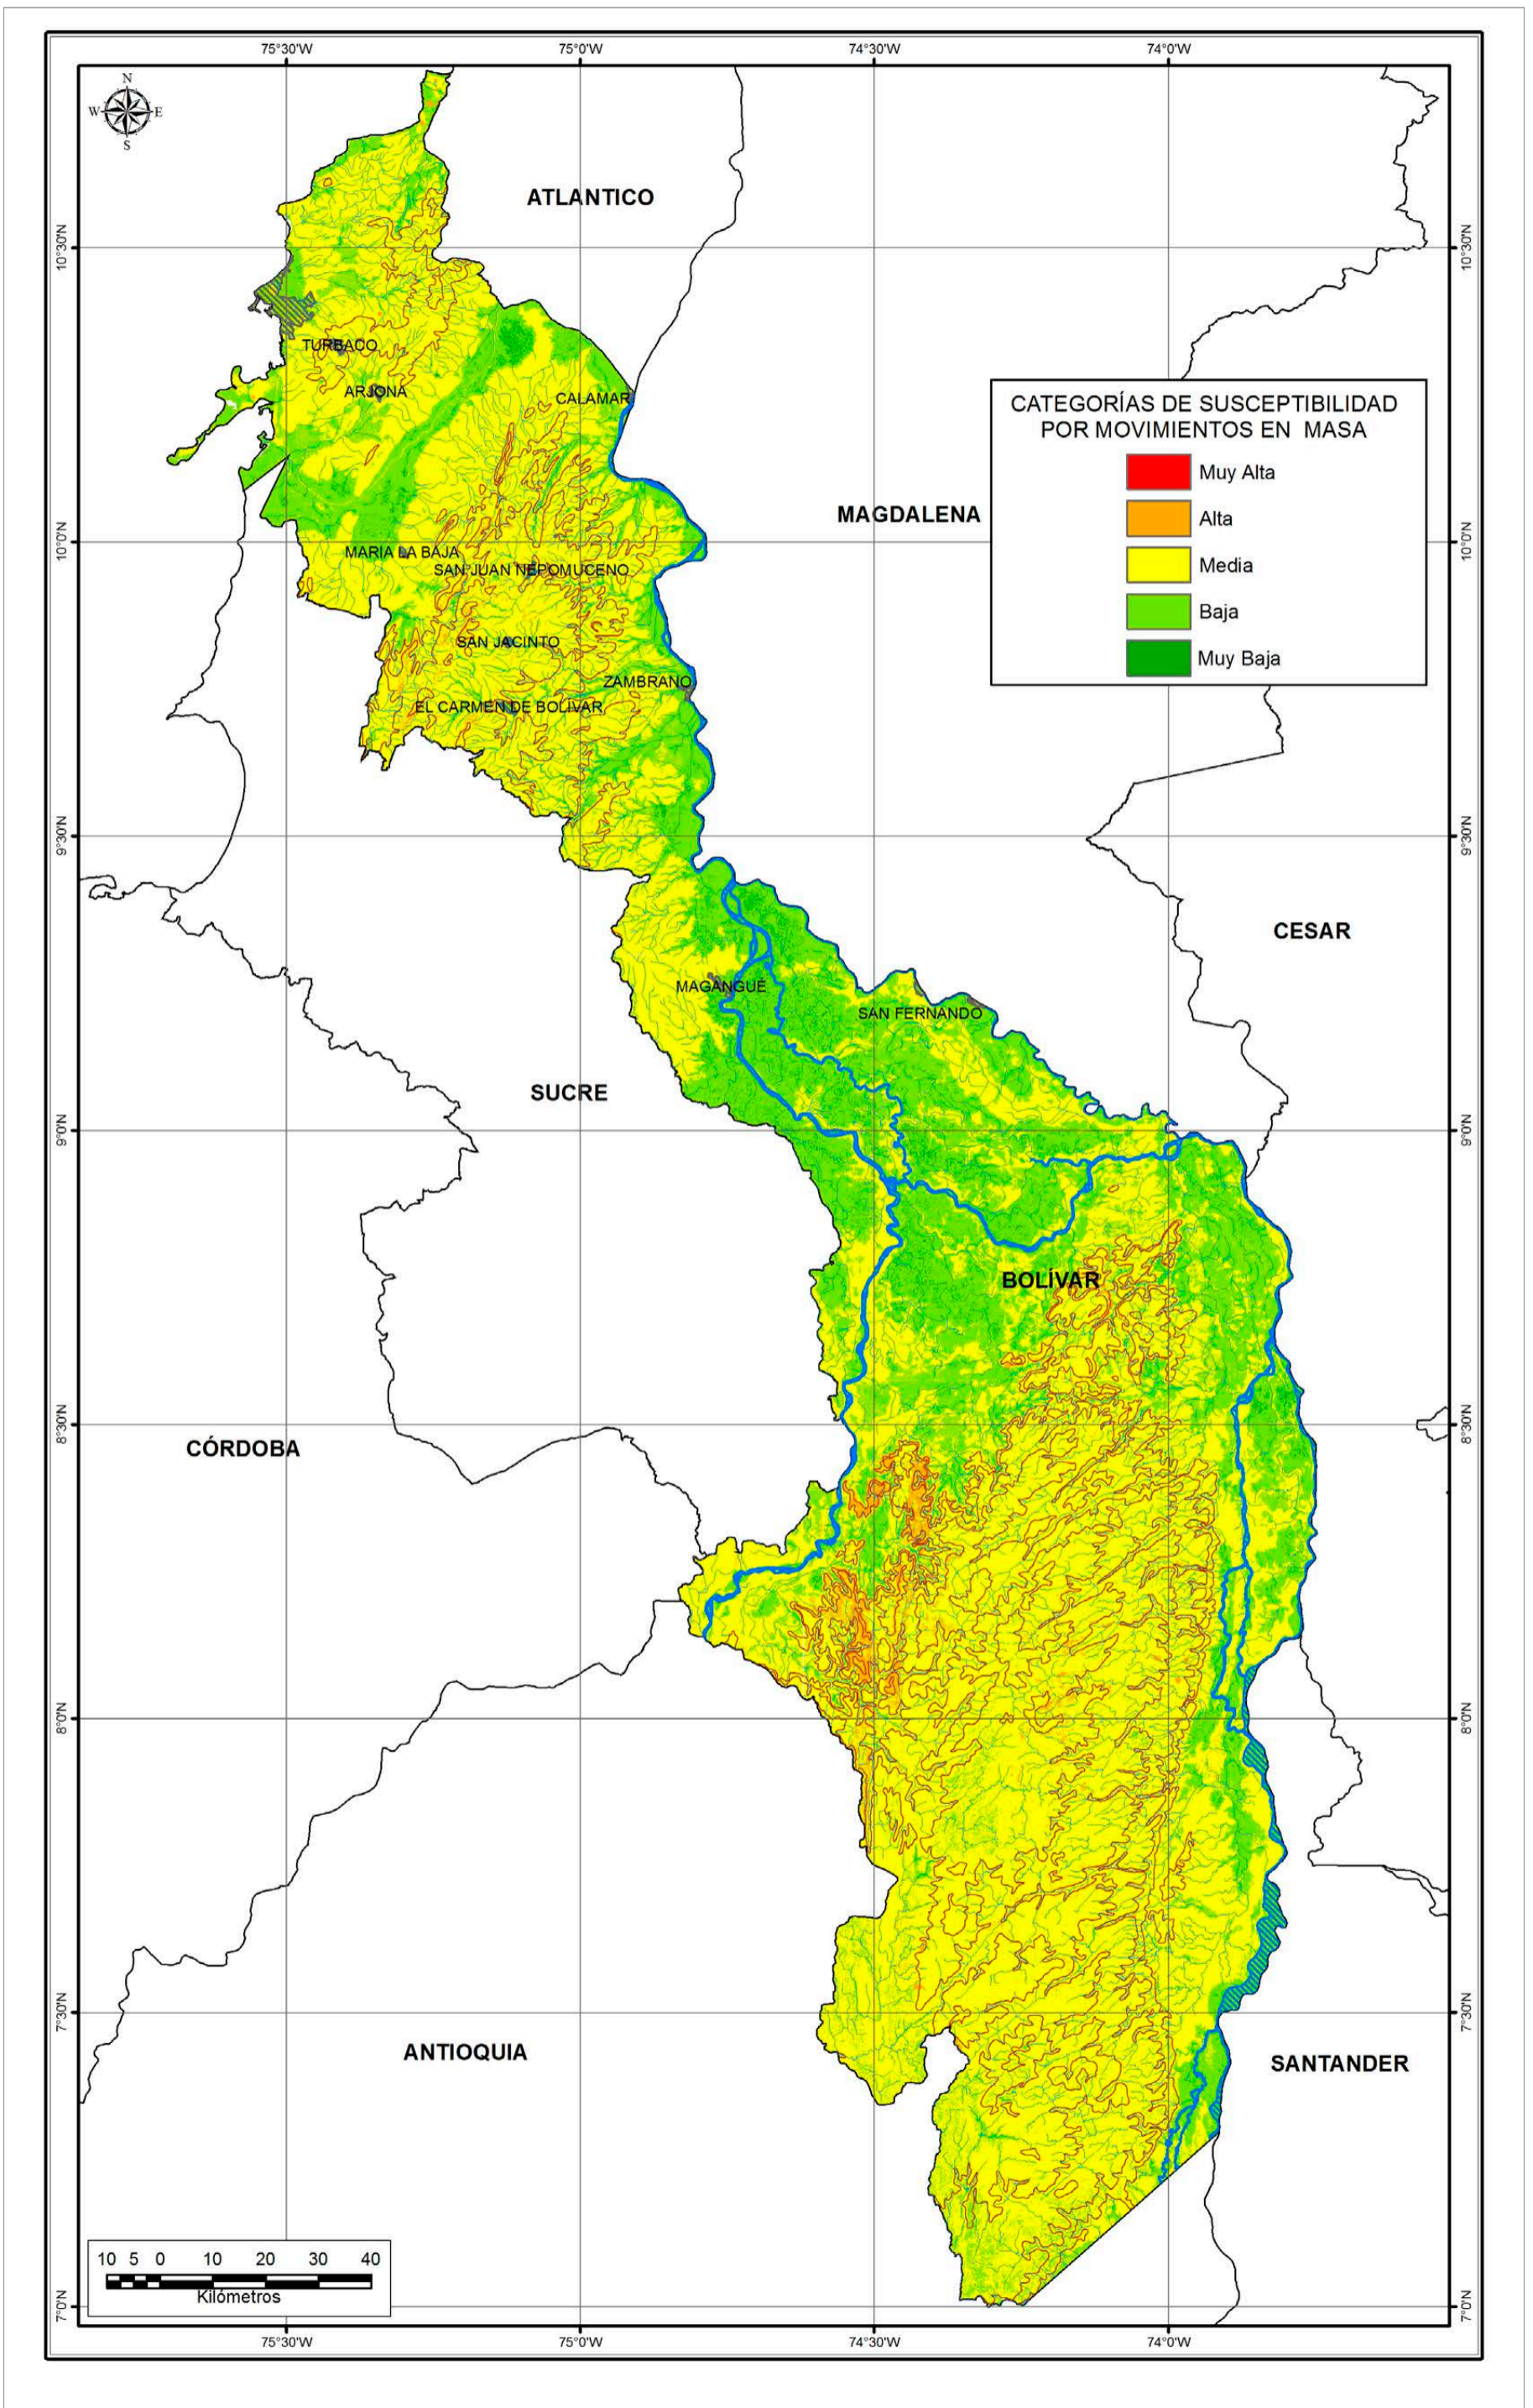 75°30'W 75°0'W 74°30'W 74°0'W
N
W E
S
ATLANTICO
10°30'N 10°30'N
TURBACO
ARJONA
CALAMAR
CATEGORÍAS DE SUSCEPTIBILIDAD
POR MOVIMIENTOS EN MASA
Muy Alta
Alta
Media
Baja
Muy Baja
MAGDALENA
10°0'N 10°0'N
MARIA LA BAJA
SAN JUAN NEPOMUCENO
SAN JACINTO
ZAMBRANO
EL CARMEN DE BOLIVAR
9°30'N 9°30'N
CESAR
MAGANGUÉ
SAN FERNANDO
SUCRE
9°0'N 9°0'N
BOLÍVAR
8°30'N 8°30'N
CÓRDOBA
8°0'N 8°0'N
7°30'N 7°30'N
ANTIOQUIA
SANTANDER
10 5 0 10 20 30 40
Kilómetros
7°0'N 7°0'N
75°30'W 75°0'W 74°30'W 74°0'W